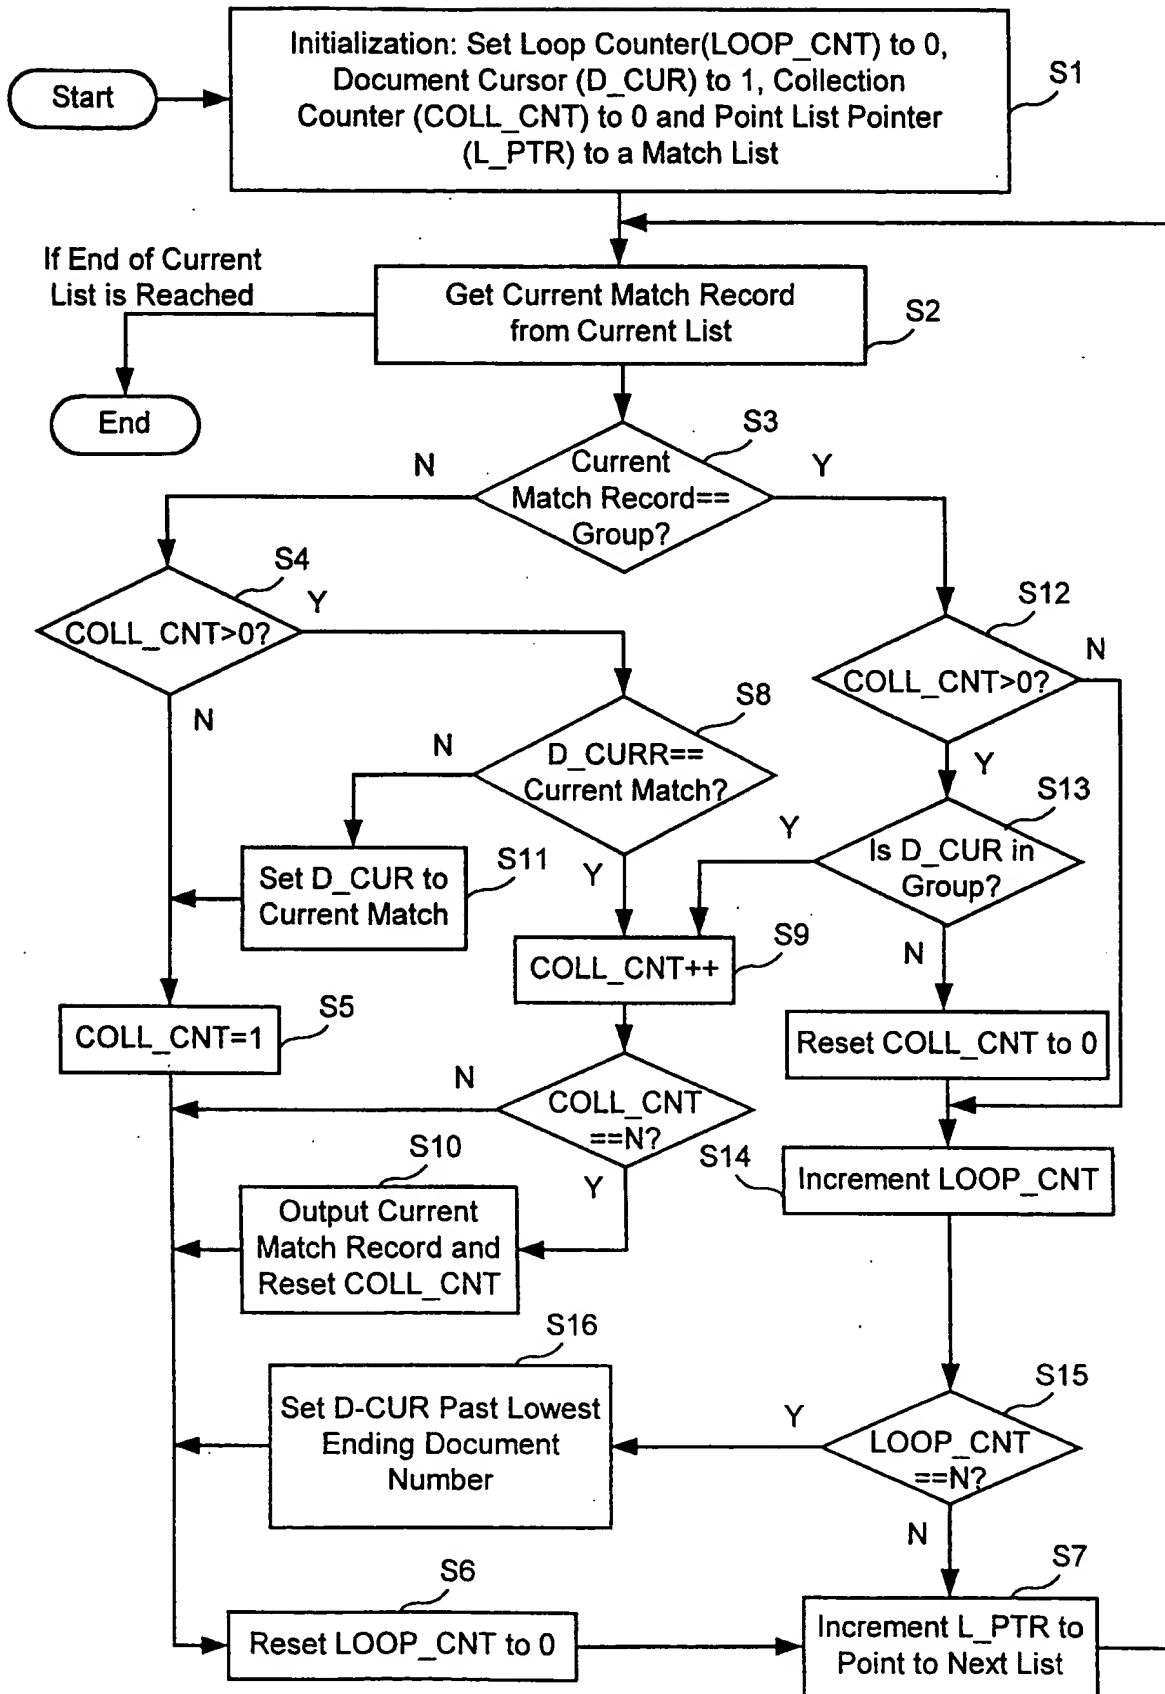 Start
Initialization: Set Loop Counter(LOOP_CNT) to 0,
Document Cursor (D_CUR) to 1, Collection
Counter (COLL_CNT) to 0 and Point List Pointer
(L_PTR) to a Match List
S1
If End of Current
List is Reached
Get Current Match Record
from Current List
S2
End
S3
N
Current
Match Record==
Group?
Y
S4
COLL_CNT>0?
Y
N
S12
COLL_CNT>0?
N
Y
S8
N
D_CURR==
Current Match?
Y
S13
Y
Is D_CUR in
Group?
N
S11
Set D_CUR to
Current Match
S9
COLL_CNT++
S5
COLL_CNT=1
Reset COLL_CNT to 0
N
COLL_CNT
==N?
Y
S14
Increment LOOP_CNT
S10
Output Current
Match Record and
Reset COLL_CNT
S16
Set D-CUR Past Lowest
Ending Document
Number
S15
Y
LOOP_CNT
==N?
N
S6
Reset LOOP_CNT to 0
S7
Increment L_PTR to
Point to Next List